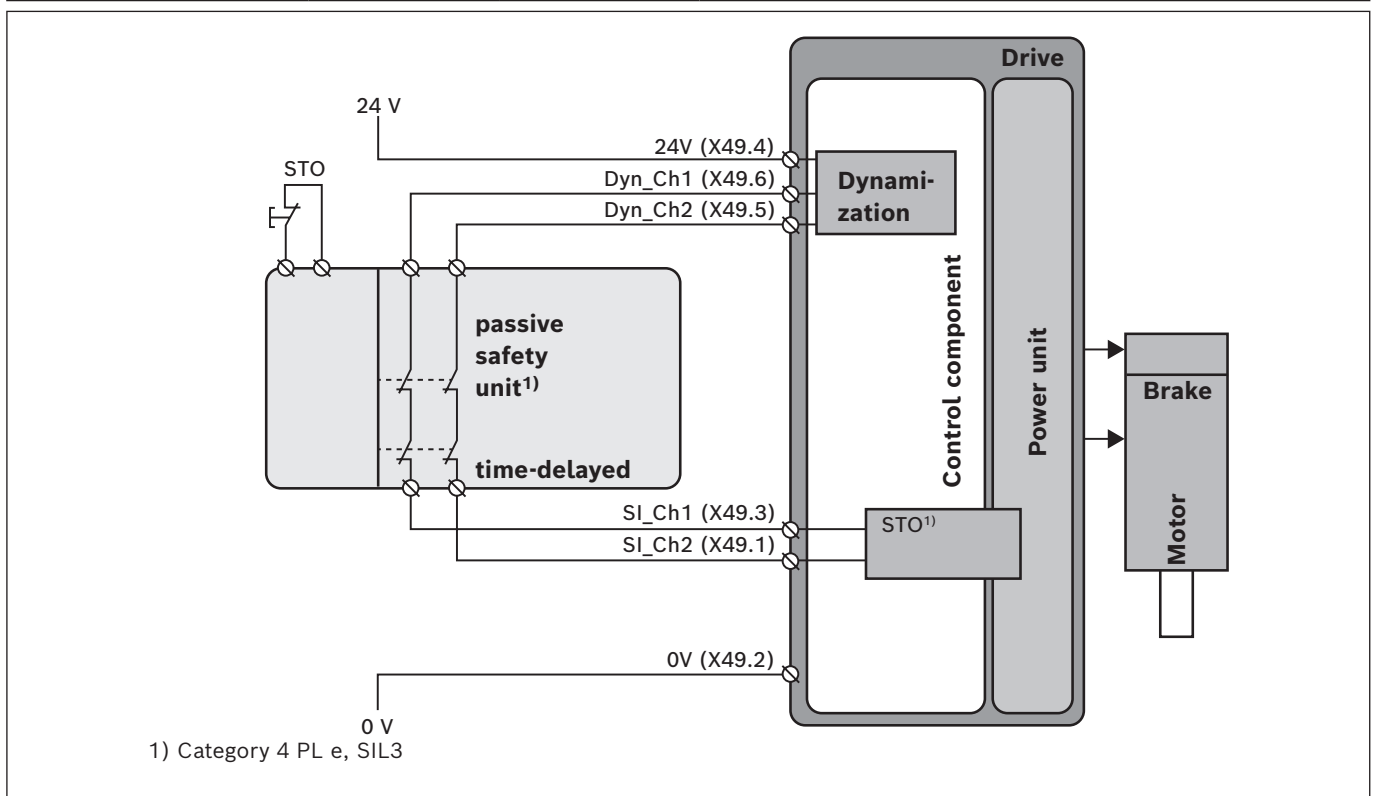 Drive
24 V
24V (X49.4)
STO
Dyn_Ch1 (X49.6)
Dyn_Ch2 (X49.5)
Dynami-
zation
passive
safety
unit1)
time-delayed
Control component
Power unit
Brake
Motor
SI_Ch1 (X49.3)
SI_Ch2 (X49.1)
STO1)
0V (X49.2)
0 V
1) Category 4 PL e, SIL3